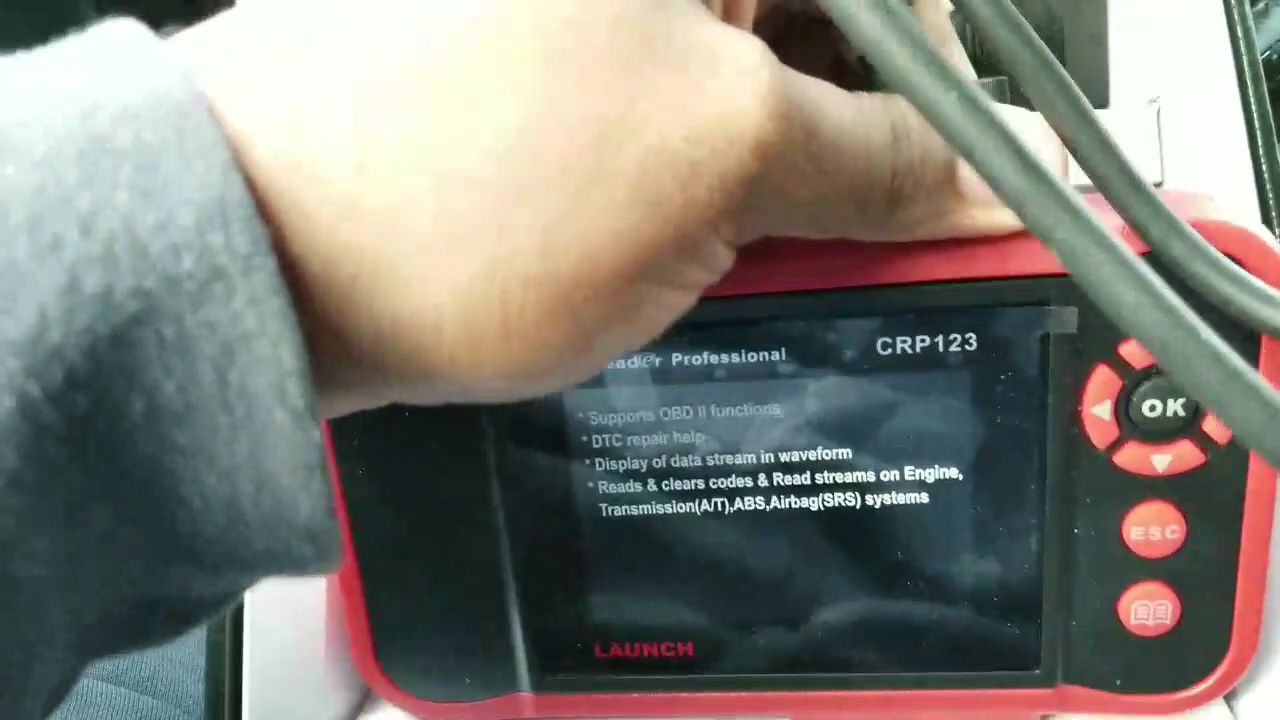 Professional CRP123
* Supports OBD II functions
* DTC repair help
* Display of data stream in waveform
* Reads & clears codes & Read streams on Engine,
Transmission(A/T),ABS,Airbag(SRS) systems
LAUNCH
OK
ESC